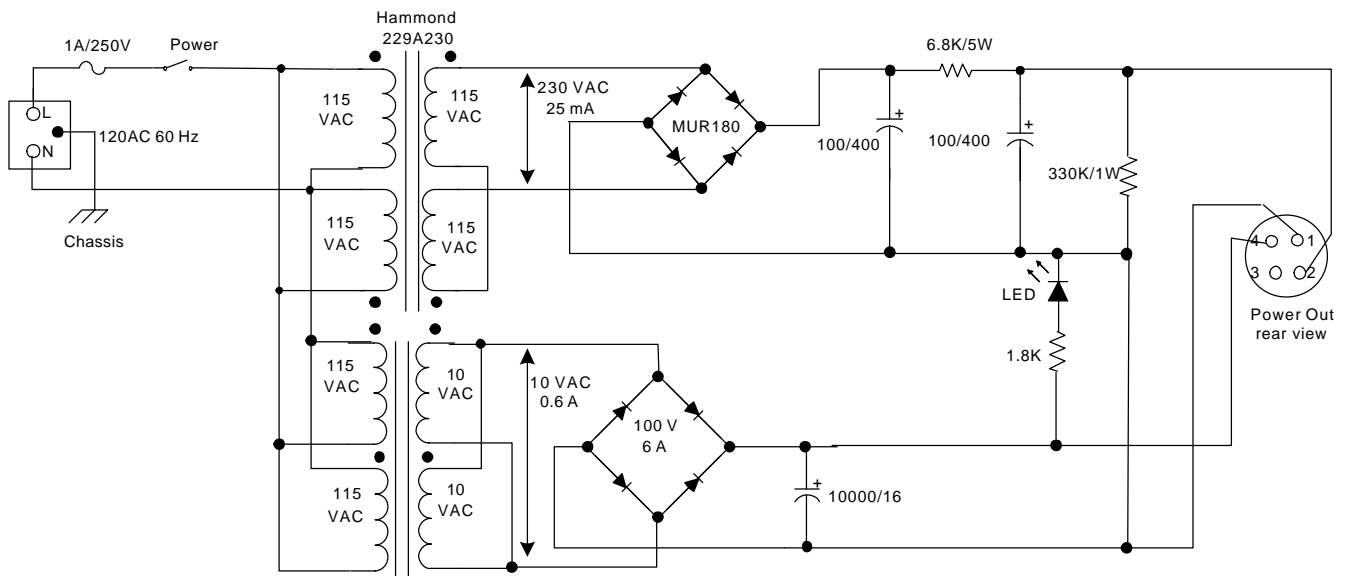 Hammond
229A230
1A/250V
Power
L
120AC 60 Hz
N
Chassis
115
VAC
115
VAC
115
VAC
115
VAC
230 VAC
25 mA
MUR180
6.8K/5W
+
100/400
+
100/400
330K/1W
4
1
3
2
Power Out
rear view
LED
1.8K
115
VAC
10
VAC
10 VAC
0.6 A
100 V
6 A
115
VAC
10
VAC
+
10000/16